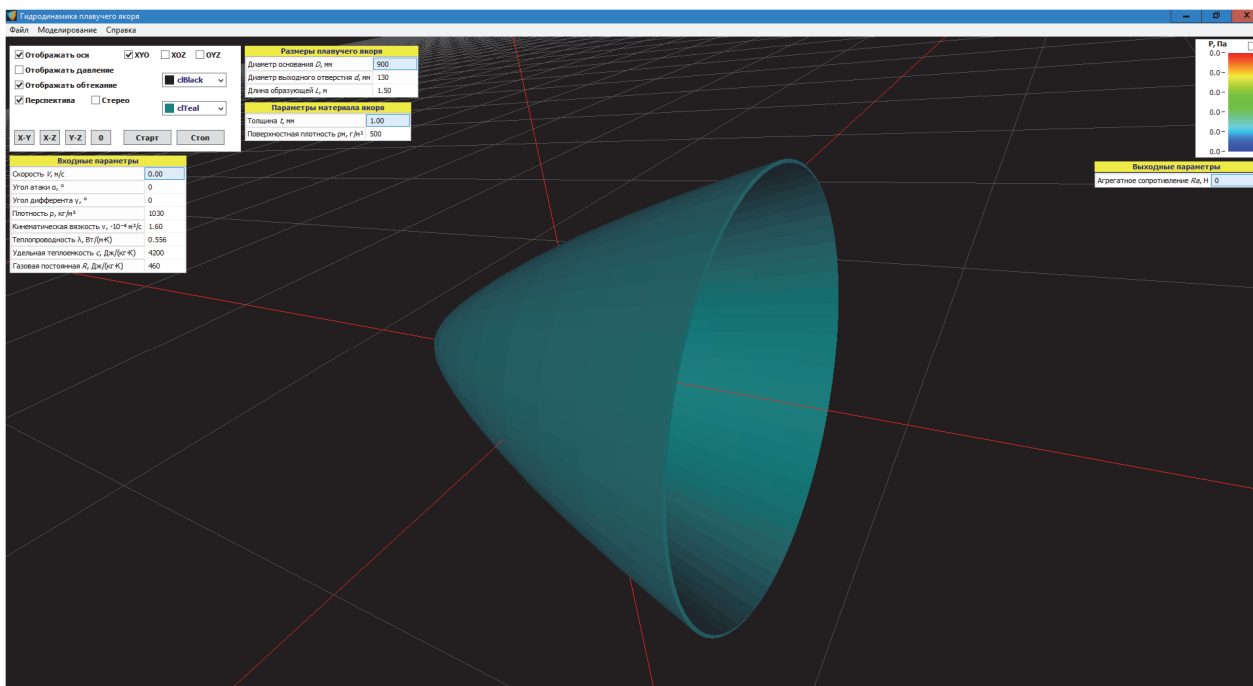 Гидродинамика плавучего якоря
Файл Моделирование Справка
Отображать оси XYO XOZ OYZ
Отображать давление
Отображать обтекание clBlack
Перспектива Стерео clTeal
X-Y X-Z Y-Z 0 Старт Стоп
Размеры плавучего якоря
Диаметр основания D, мм 900
Диаметр выходного отверстия d, мм 130
Длина образующей L, м 1.50
Параметры материала якоря
Толщина t, мм 1.00
Поверхностная плотность ρм, г/м² 500
Входные параметры
Скорость V, м/с 0.00
Угол атаки α, ° 0
Угол дифферента γ, ° 0
Плотность ρ, кг/м³ 1030
Кинематическая вязкость ν, ·10⁻⁶ м²/с 1.60
Теплопроводность λ, Вт/(м·К) 0.556
Удельная теплоемкость c, Дж/(кг·К) 4200
Газовая постоянная R, Дж/(кг·К) 460
P, Па
0.0
0.0
0.0
0.0
0.0
0.0
Выходные параметры
Агрегатное сопротивление Ra, Н 0